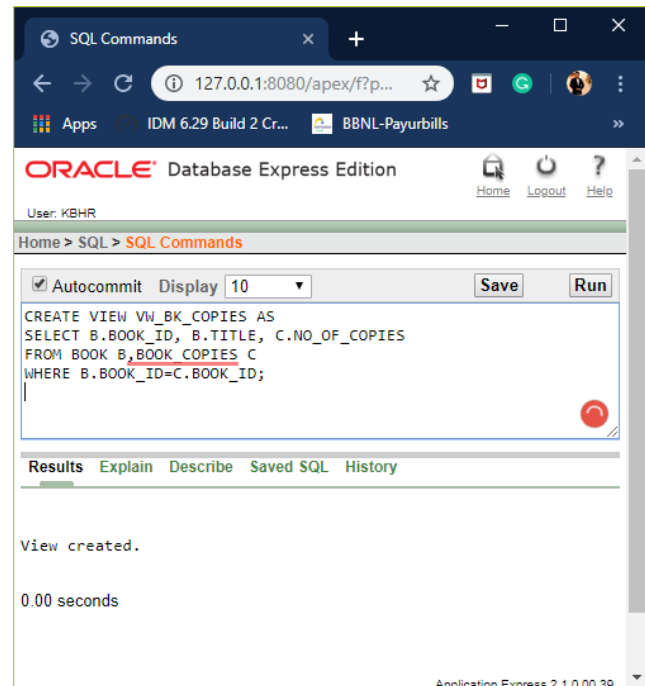 SQL Commands
127.0.0.1:8080/apex/f?p...
Apps IDM 6.29 Build 2 Cr... BBNL-Payurbills »
ORACLE® Database Express Edition
Home Logout Help
User: KBHR
Home > SQL > SQL Commands
Autocommit Display 10 Save Run
CREATE VIEW VW_BK_COPIES AS
SELECT B.BOOK_ID, B.TITLE, C.NO_OF_COPIES
FROM BOOK B,BOOK_COPIES C
WHERE B.BOOK_ID=C.BOOK_ID;
Results Explain Describe Saved SQL History
View created.
0.00 seconds
Application Express 2.1.0.00.39